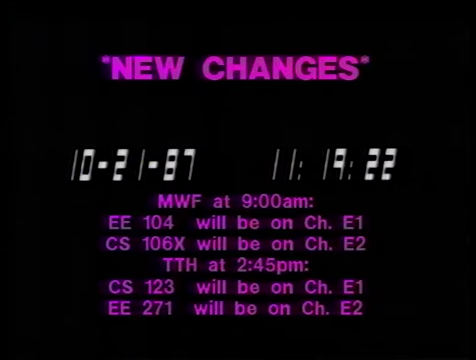 "NEW CHANGES"
10-21-87 11:19:22
MWF at 9:00am:
EE 104 will be on Ch. E1
CS 106X will be on Ch. E2
TTH at 2:45pm:
CS 123 will be on Ch. E1
EE 271 will be on Ch. E2